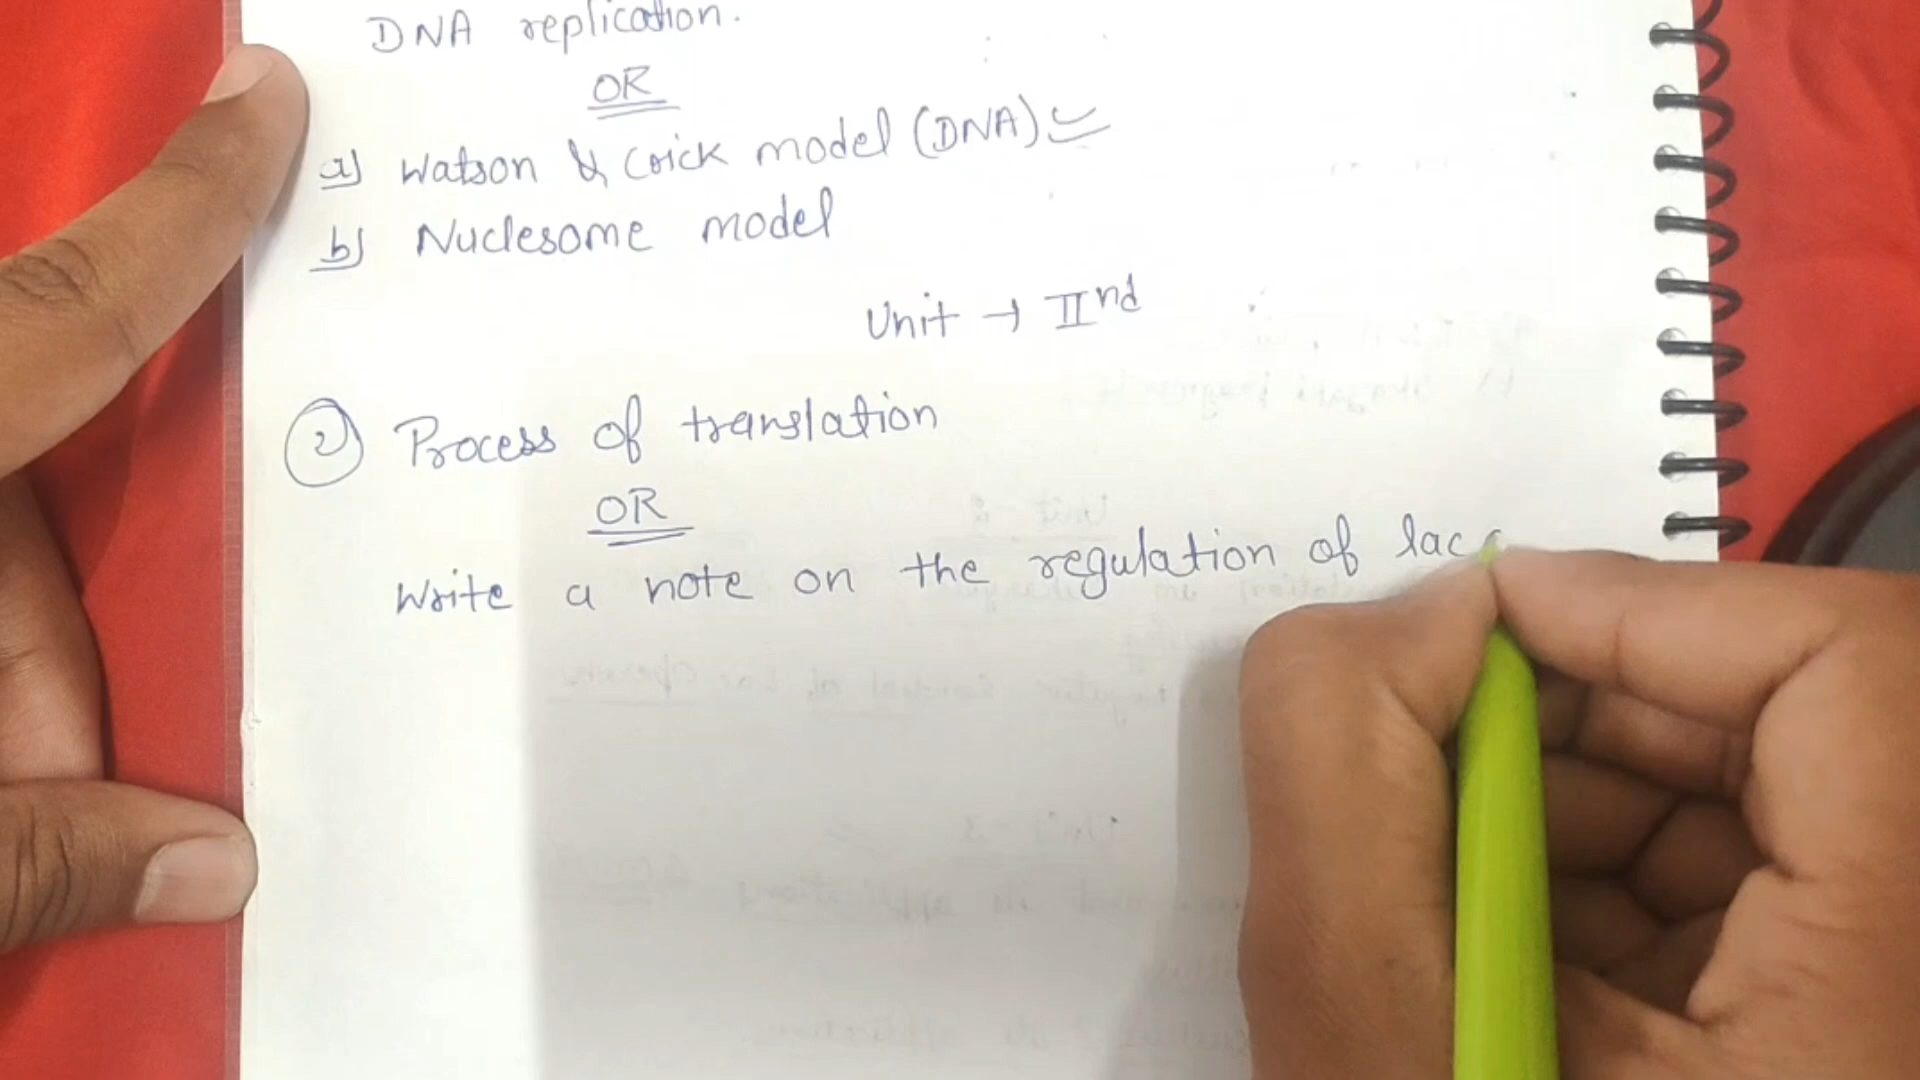 DNA replication.
OR
a) Watson & Crick model (DNA)
b) Nuclesome model
Unit → IInd
2 Process of translation
OR
Write a note on the regulation of lac